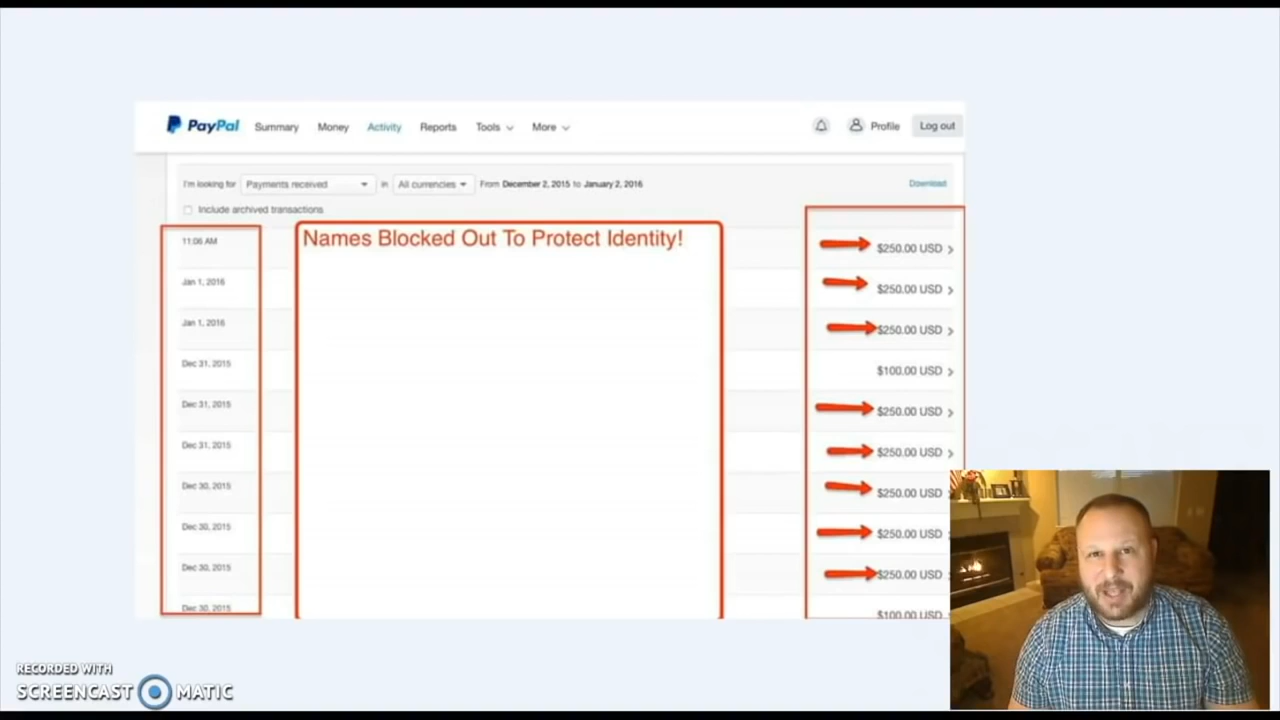 PayPal Summary Money Activity Reports Tools More Profile Log out
I'm looking for Payments received in All currencies From December 2, 2015 to January 2, 2016 Download
Include archived transactions
Names Blocked Out To Protect Identity!
11:06 AM $250.00 USD
Jan 1, 2016 $250.00 USD
Jan 1, 2016 $250.00 USD
Dec 31, 2015 $100.00 USD
Dec 31, 2015 $250.00 USD
Dec 31, 2015 $250.00 USD
Dec 30, 2015 $250.00 USD
Dec 30, 2015 $250.00 USD
Dec 30, 2015 $250.00 USD
Dec 30, 2015 $100.00 USD
RECORDED WITH
SCREENCAST MATIC